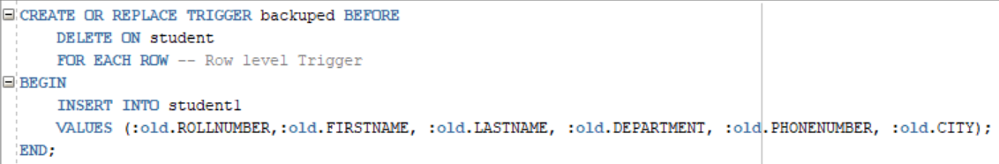 CREATE OR REPLACE TRIGGER backuped BEFORE
DELETE ON student
FOR EACH ROW -- Row level Trigger
BEGIN
INSERT INTO student1
VALUES (:old.ROLLNUMBER,:old.FIRSTNAME, :old.LASTNAME, :old.DEPARTMENT, :old.PHONENUMBER, :old.CITY);
END;